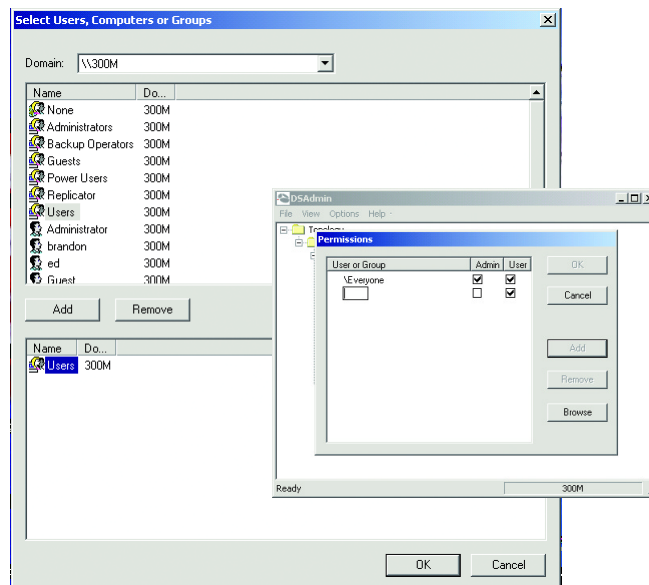 Select Users, Computers or Groups
Domain: \\300M
Name Do...
None 300M
Administrators 300M
Backup Operators 300M
Guests 300M
Power Users 300M
Replicator 300M
Users 300M
Administrator 300M
brandon 300M
ed 300M
Guest 300M
Add Remove
Name Do...
Users 300M
OK Cancel
DSAdmin
File View Options Help
Topology
Permissions
User or Group Admin User
\Everyone
OK
Cancel
Add
Remove
Browse
Ready 300M